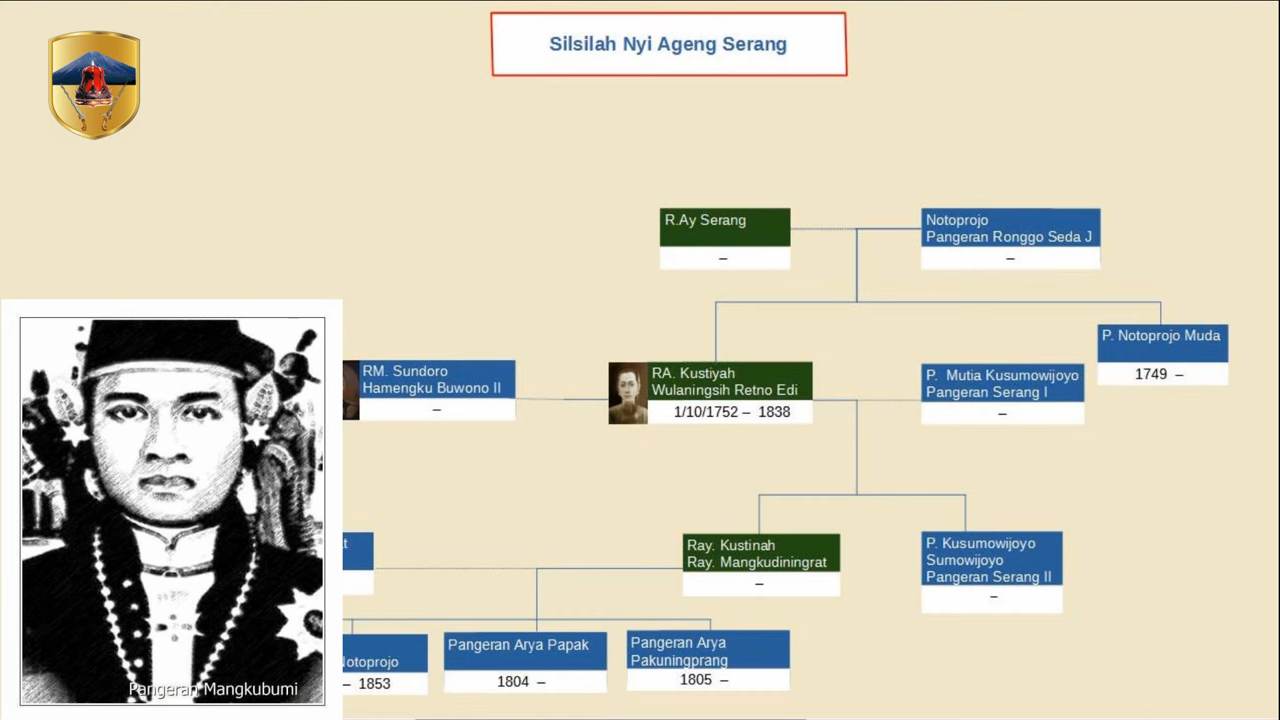 Silsilah Nyi Ageng Serang
R.Ay Serang
–
Notoprojo
Pangeran Ronggo Seda J
–
P. Notoprojo Muda
1749 –
RM. Sundoro
Hamengku Buwono II
–
RA. Kustiyah
Wulaningsih Retno Edi
1/10/1752 – 1838
P. Mutia Kusumowijoyo
Pangeran Serang I
–
Ray. Kustinah
Ray. Mangkudiningrat
–
P. Kusumowijoyo
Sumowijoyo
Pangeran Serang II
–
– 1853
Pangeran Arya Papak
1804 –
Pangeran Arya
Pakuningprang
1805 –
Pangeran Mangkubumi